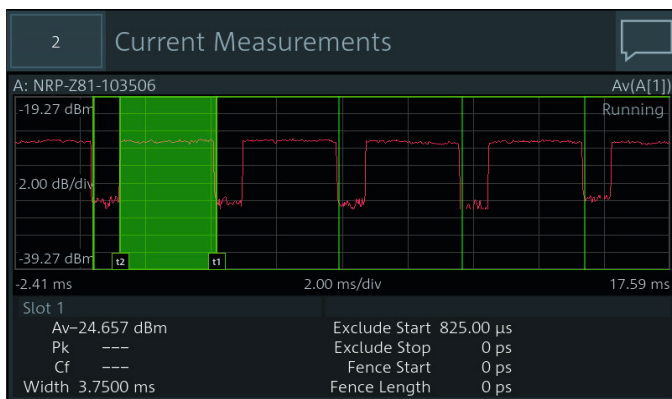 2 Current Measurements
A: NRP-Z81-103506 Av(A[1])
-19.27 dBm Running
2.00 dB/div
-39.27 dBm t2 t1
-2.41 ms 2.00 ms/div 17.59 ms
Slot 1
Av-24.657 dBm Exclude Start 825.00 µs
Pk --- Exclude Stop 0 ps
Cf --- Fence Start 0 ps
Width 3.7500 ms Fence Length 0 ps